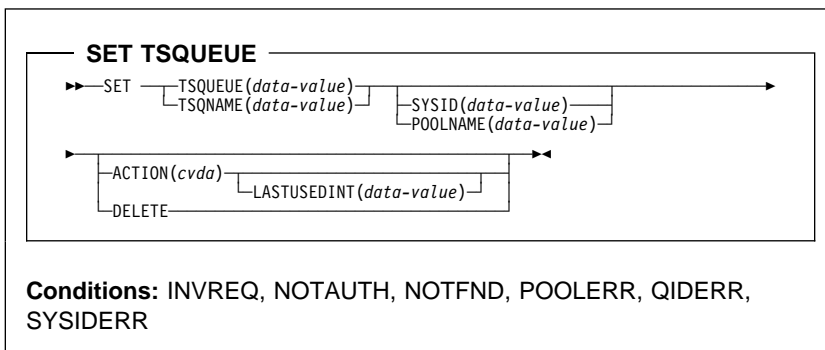 SET TSQUEUE
SET TSQUEUE(data-value)
TSQNAME(data-value) SYSID(data-value)
POOLNAME(data-value)
ACTION(cvda)
LASTUSEDINT(data-value)
DELETE
Conditions: INVREQ, NOTAUTH, NOTFND, POOLERR, QIDERR,
SYSIDERR